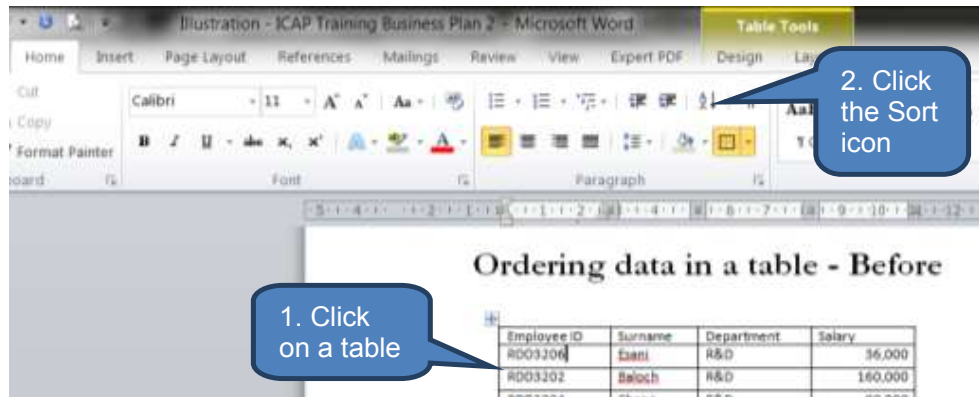 Illustration - ICAP Training Business Plan 2 - Microsoft Word Table Tools
Home Insert Page Layout References Mailings Review View Expert PDF Design
Cut
Copy
Format Painter
Calibri 11
Font Paragraph
2. Click
the Sort
icon
Ordering data in a table - Before
1. Click
on a table
Employee ID Surname Department Salary
RD03206 Esani R&D 36,000
RD03202 Baloch R&D 160,000